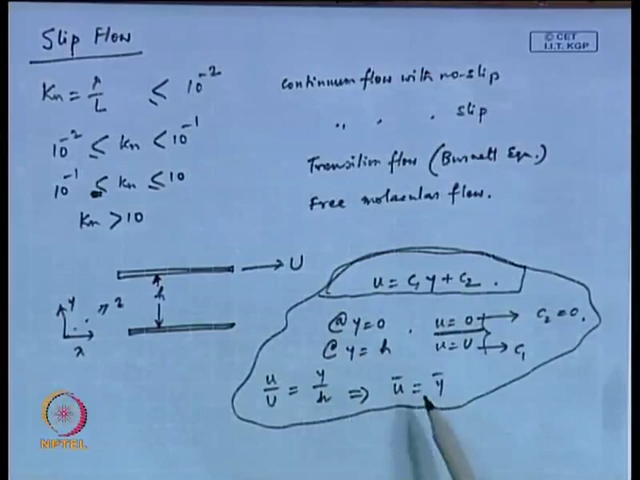 Slip Flow
© CET
I.I.T. KGP
Kn = λ/L ≤ 10^-2 continuum flow with no-slip
10^-2 ≤ Kn < 10^-1 " " " slip
10^-1 ≤ Kn ≤ 10 Transition flow (Burnett Eqn.)
Kn > 10 Free molecular flow.
U
h
y
x
u = C1 y + C2 .
@ y=0 . u = 0 → C2 = 0.
@ y = h u = U → C1
u/U = y/h ⇒ ū = ȳ
NPTEL